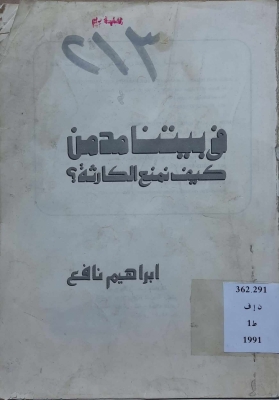 ٢١٣
في بيتنا مدمن
كيف نمنع الكارثة؟
ابراهيم نافع
362.291
ط1
1991